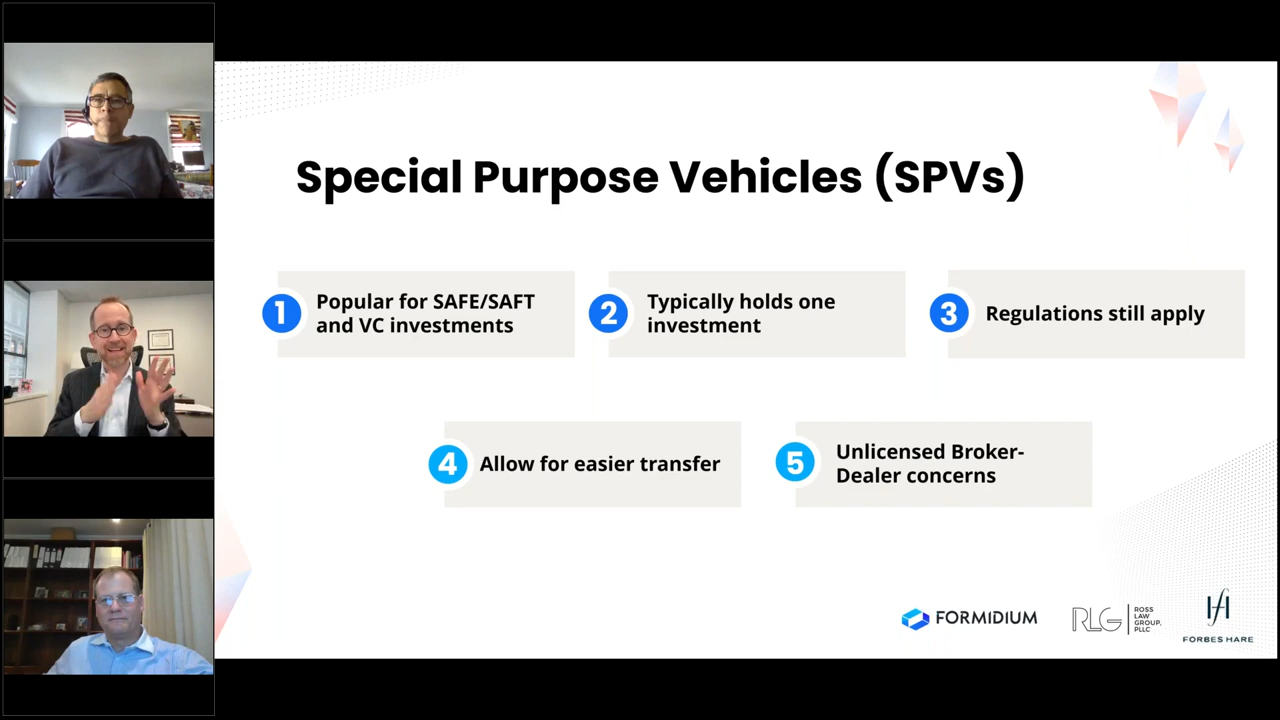 Special Purpose Vehicles (SPVs)
1
Popular for SAFE/SAFT
and VC investments
2
Typically holds one
investment
3
Regulations still apply
4
Allow for easier transfer
5
Unlicensed Broker-
Dealer concerns
FORMIDIUM
RLG
ROSS
LAW
GROUP,
PLLC
FORBES HARE